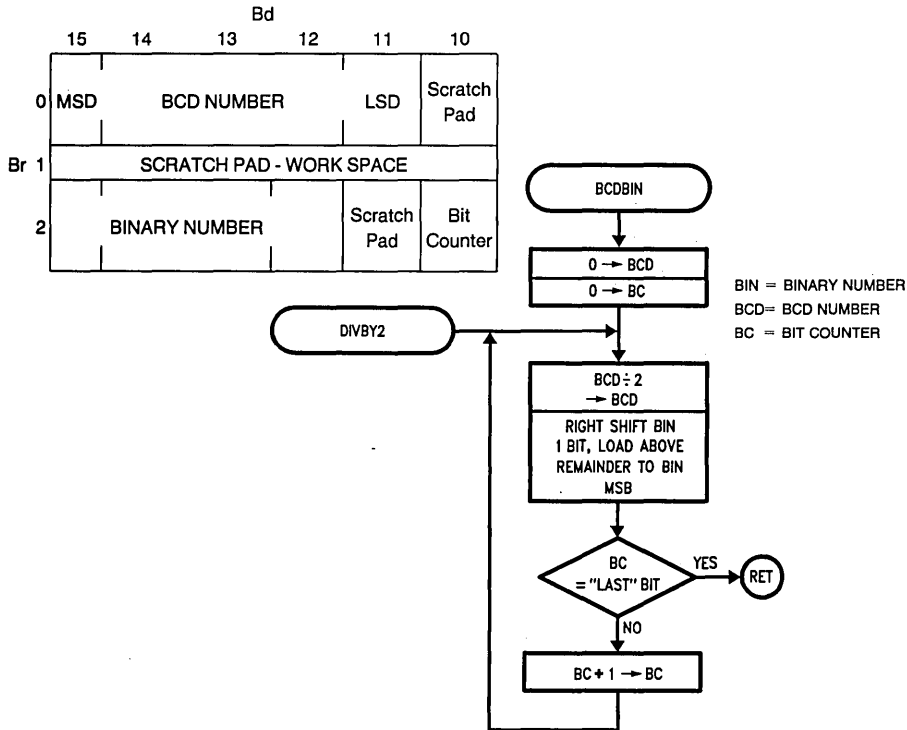 Bd
15 14 13 12 11 10
0 MSD BCD NUMBER LSD Scratch Pad
Br 1 SCRATCH PAD - WORK SPACE
2 BINARY NUMBER Scratch Pad Bit Counter
BCDBIN
0 → BCD
0 → BC
BIN = BINARY NUMBER
BCD= BCD NUMBER
BC = BIT COUNTER
DIVBY2
BCD÷2
→ BCD
RIGHT SHIFT BIN
1 BIT, LOAD ABOVE
REMAINDER TO BIN
MSB
BC
= "LAST" BIT
YES
RET
NO
BC + 1 → BC